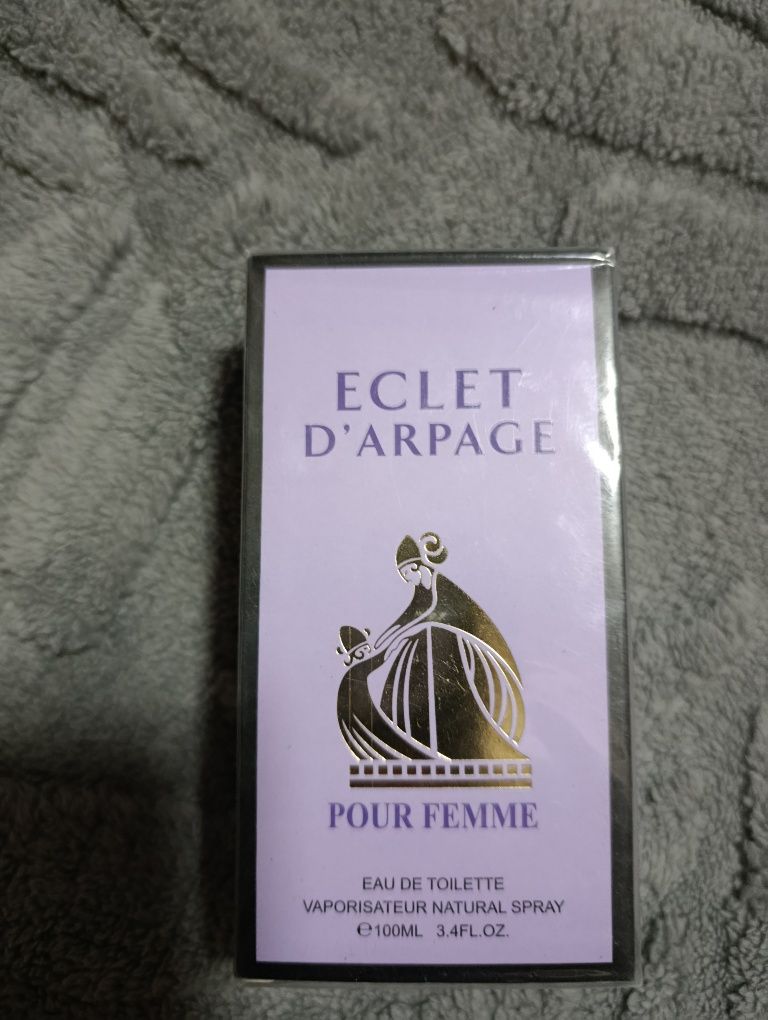 ECLET
D'ARPAGE
POUR FEMME
EAU DE TOILETTE
VAPORISATEUR NATURAL SPRAY
℮100ML 3.4FL.OZ.